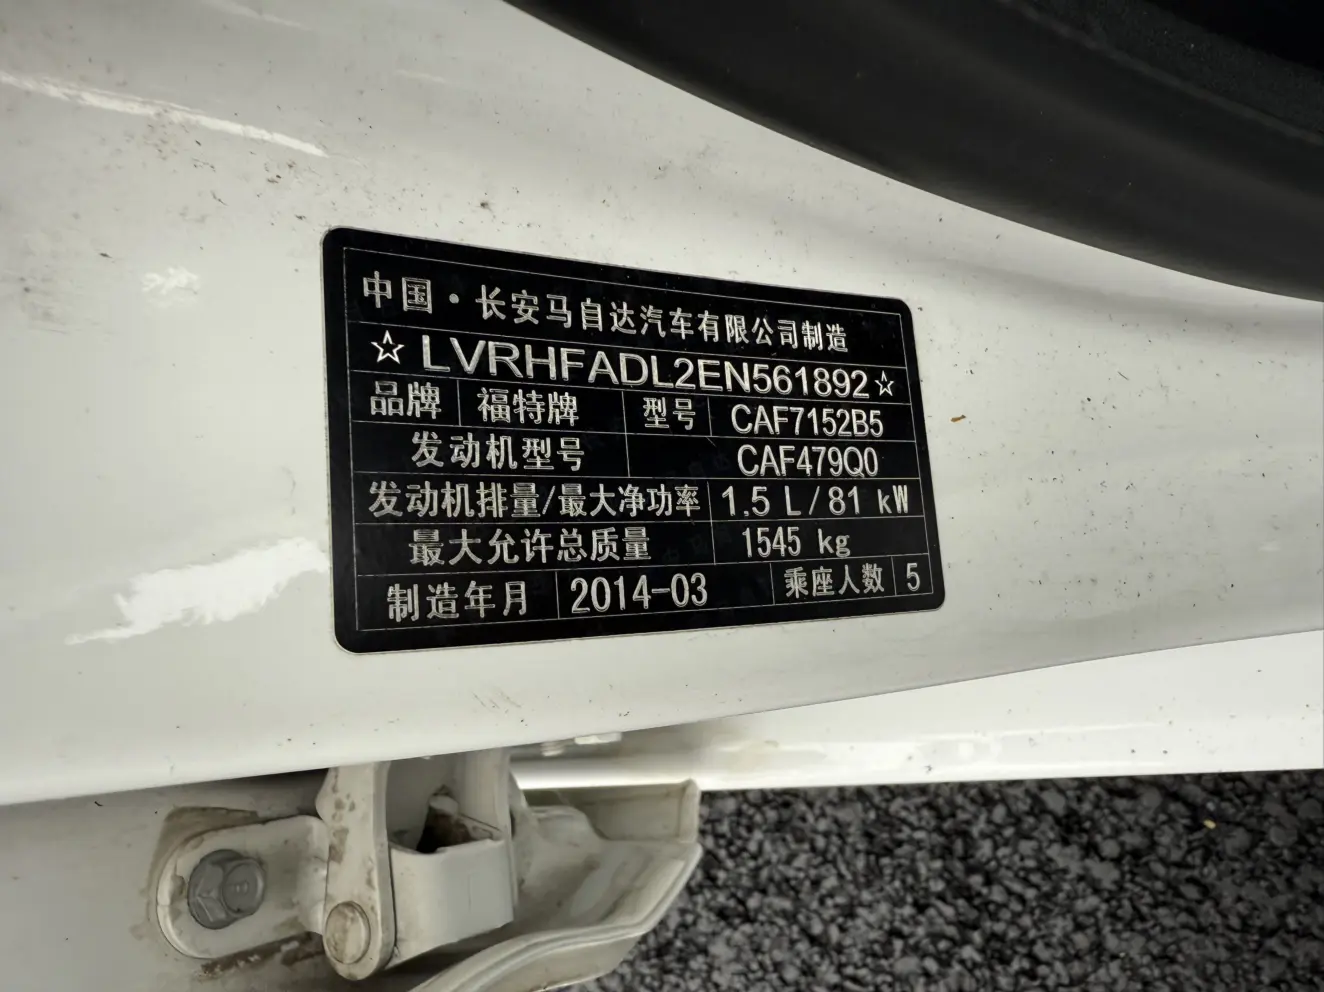 中国·长安马自达汽车有限公司制造
☆LVRHFADL2EN561892☆
品牌 福特牌 型号 CAF7152B5
发动机型号 CAF479Q0
发动机排量/最大净功率 1.5 L/81 kW
最大允许总质量 1545 kg
制造年月 2014-03 乘座人数 5